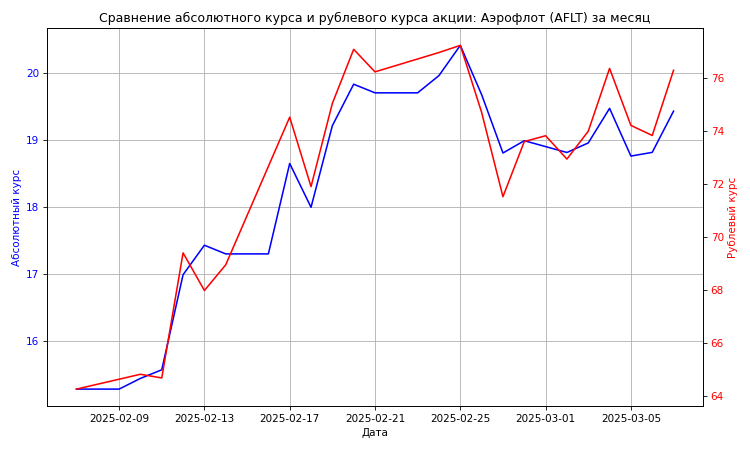 Сравнение абсолютного курса и рублевого курса акции: Аэрофлот (AFLT) за месяц
Абсолютный курс
20
19
18
17
16
Рублевый курс
76
74
72
70
68
66
64
2025-02-09 2025-02-13 2025-02-17 2025-02-21 2025-02-25 2025-03-01 2025-03-05
Дата